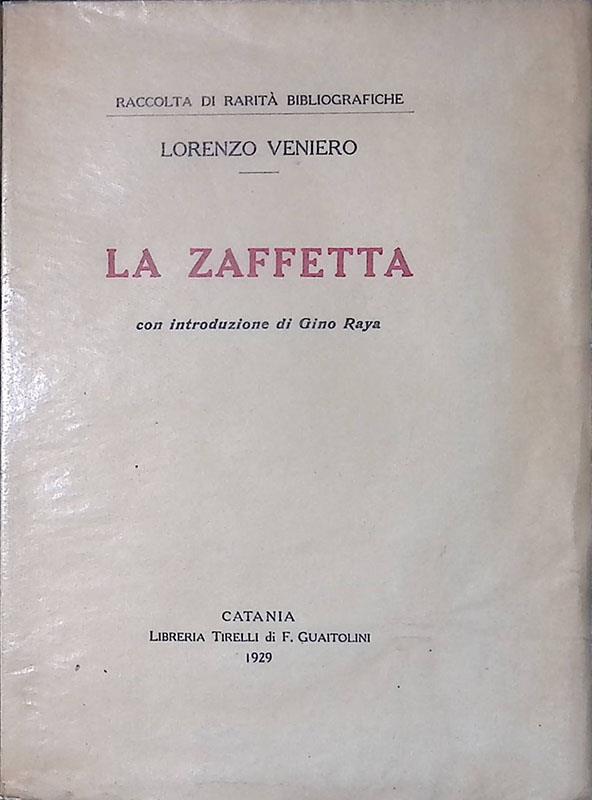 RACCOLTA DI RARITÀ BIBLIOGRAFICHE
LORENZO VENIERO
LA ZAFFETTA
con introduzione di Gino Raya
CATANIA
LIBRERIA TIRELLI di F. GUAITOLINI
1929